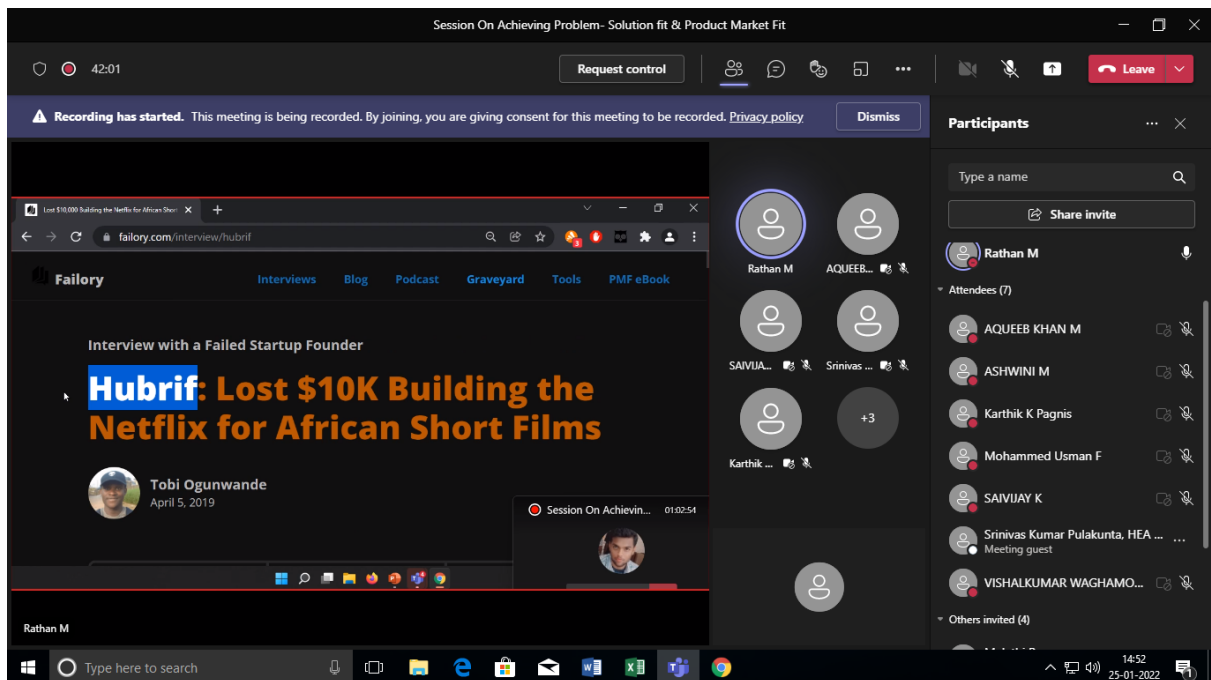 Session On Achieving Problem- Solution fit & Product Market Fit
42:01
Request control
Leave
Recording has started. This meeting is being recorded. By joining, you are giving consent for this meeting to be recorded. Privacy policy
Dismiss
Lost $10,000 Building the Netflix for African Shor
failory.com/interview/hubrif
3
Failory
Interviews Blog Podcast Graveyard Tools PMF eBook
Interview with a Failed Startup Founder
Hubrif: Lost $10K Building the
Netflix for African Short Films
Tobi Ogunwande
April 5, 2019
Session On Achievin... 01:02:54
Rathan M
Rathan M
AQUEEB...
SAIVIJA...
Srinivas ...
Karthik ...
+3
Participants
Type a name
Share invite
Rathan M
Attendees (7)
AQUEEB KHAN M
ASHWINI M
Karthik K Pagnis
Mohammed Usman F
SAIVIJAY K
Srinivas Kumar Pulakunta, HEA ...
Meeting guest
VISHALKUMAR WAGHAMO...
Others invited (4)
Type here to search
14:52
25-01-2022
1